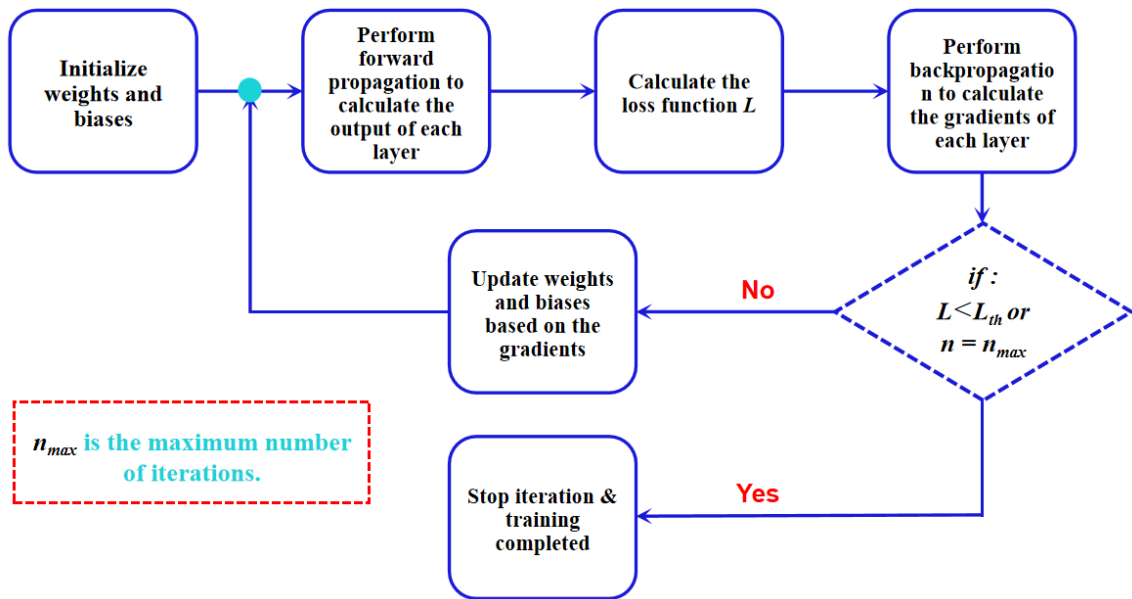 Initialize
weights and
biases
Perform
forward
propagation to
calculate the
output of each
layer
Calculate the
loss function L
Perform
backpropagatio
n to calculate
the gradients of
each layer
if :
L<Lth or
n = nmax
No
Update weights
and biases
based on the
gradients
nmax is the maximum number
of iterations.
Yes
Stop iteration &
training
completed